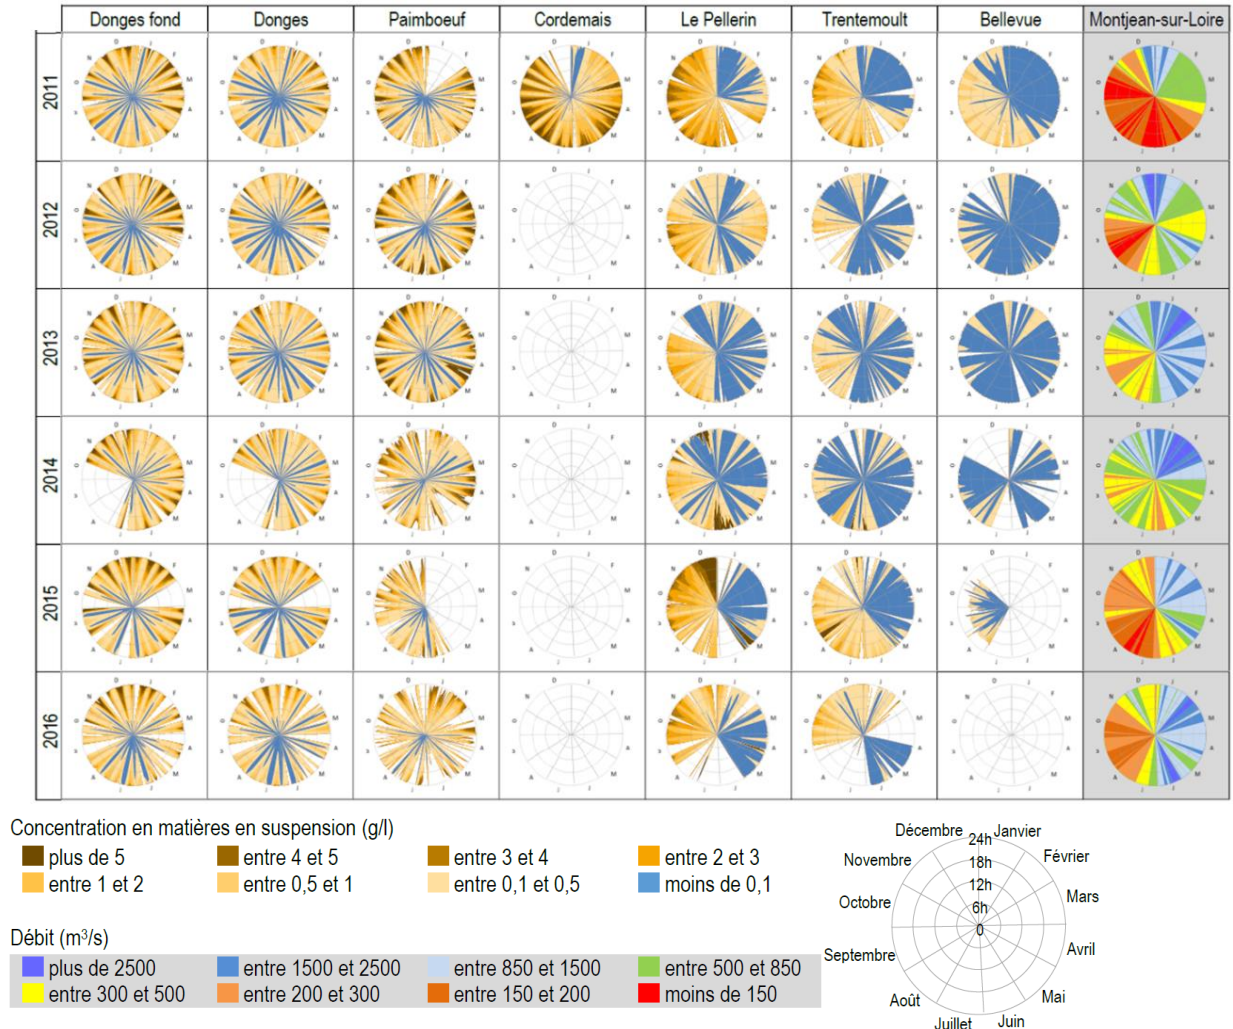 Donges fond Donges Paimboeuf Cordemais Le Pellerin Trentemoult Bellevue Montjean-sur-Loire
2011
2012
2013
2014
2015
2016
Concentration en matières en suspension (g/l)
plus de 5 entre 4 et 5 entre 3 et 4 entre 2 et 3
entre 1 et 2 entre 0,5 et 1 entre 0,1 et 0,5 moins de 0,1
Débit (m³/s)
plus de 2500 entre 1500 et 2500 entre 850 et 1500 entre 500 et 850
entre 300 et 500 entre 200 et 300 entre 150 et 200 moins de 150
Décembre Janvier
24h
Novembre Février
18h
12h
Octobre Mars
6h
0
Septembre Avril
Août Mai
Juillet Juin